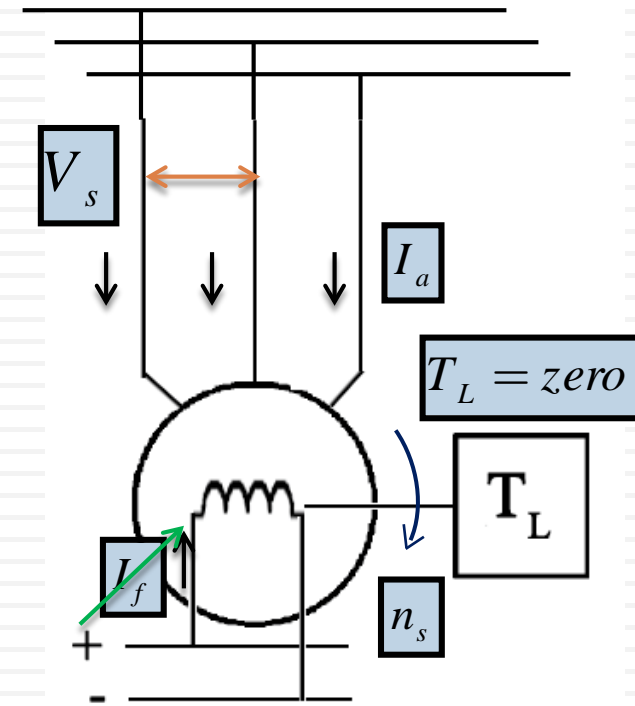 V_s
I_a
T_L = zero
T_L
I_f
n_s
+
-